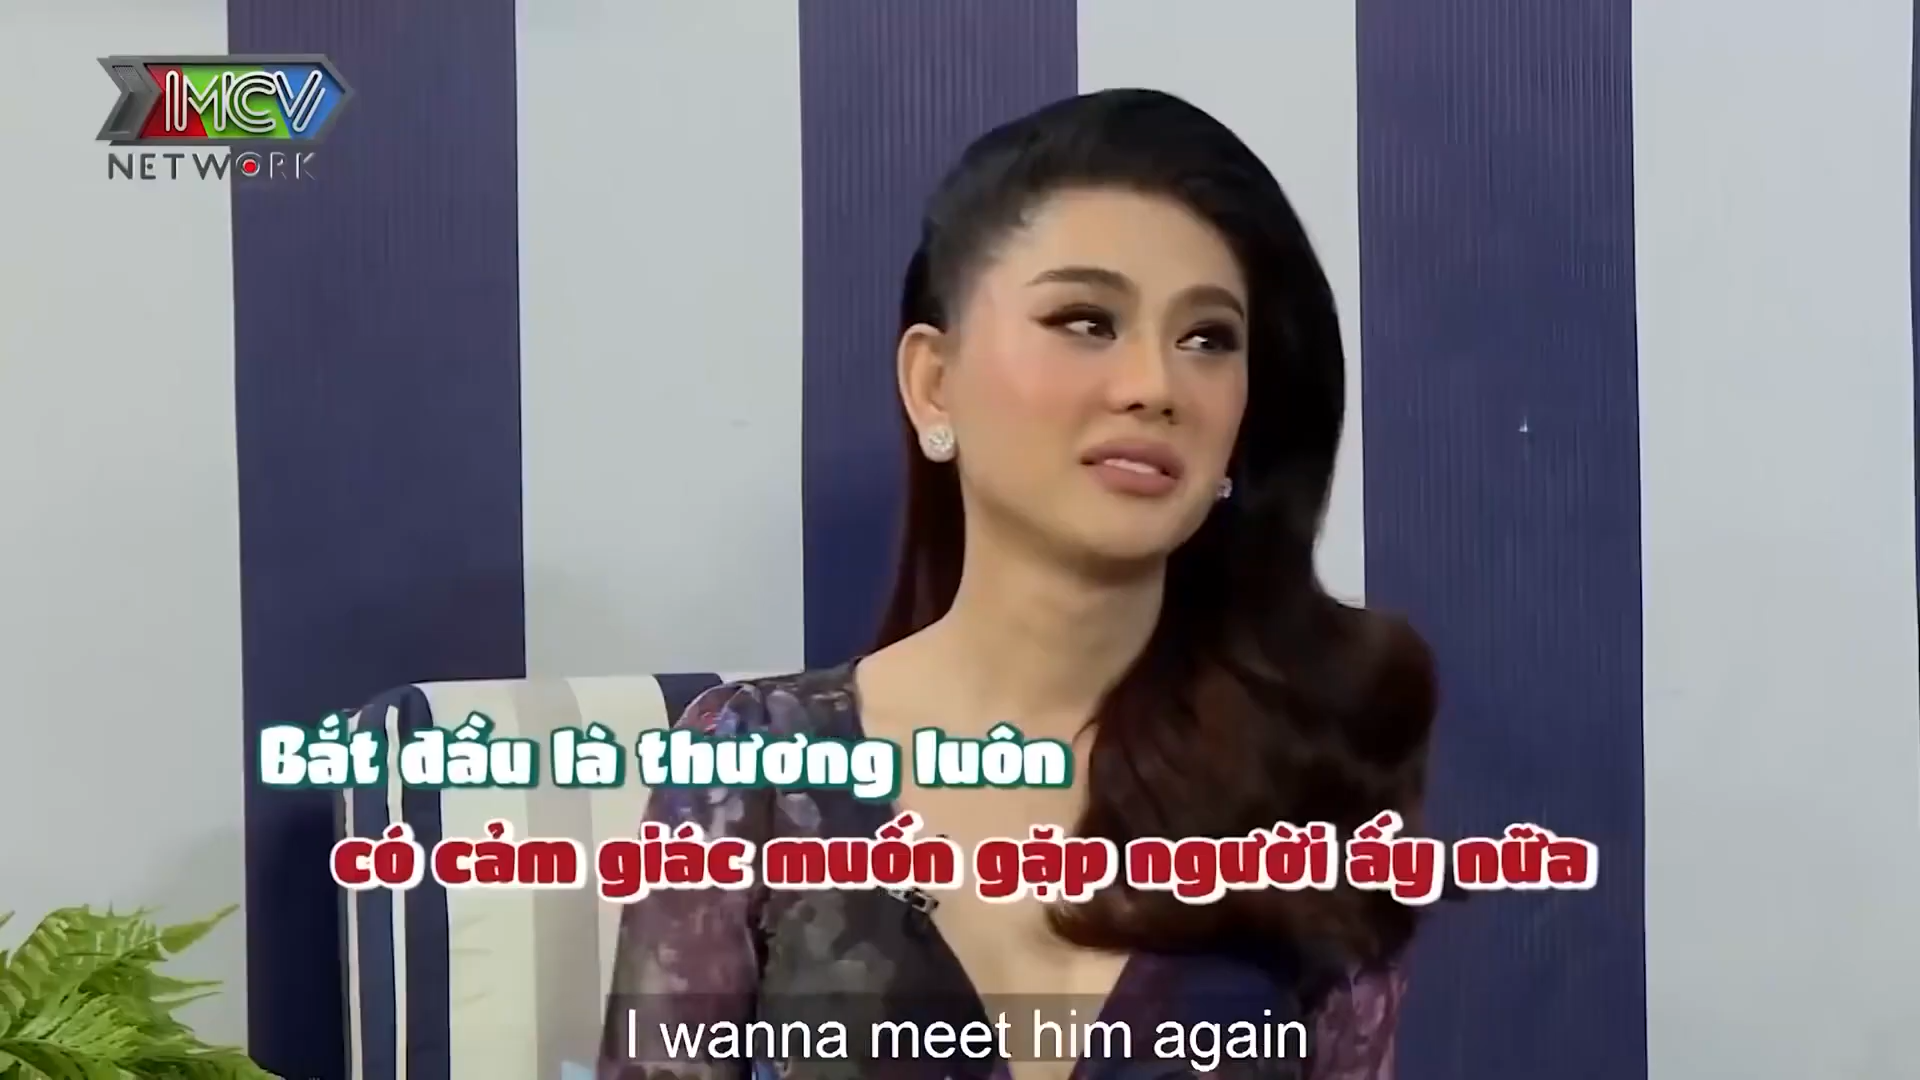 MCV
NETWORK
Bắt đầu là thương luôn
có cảm giác muốn gặp người ấy nữa
I wanna meet him again